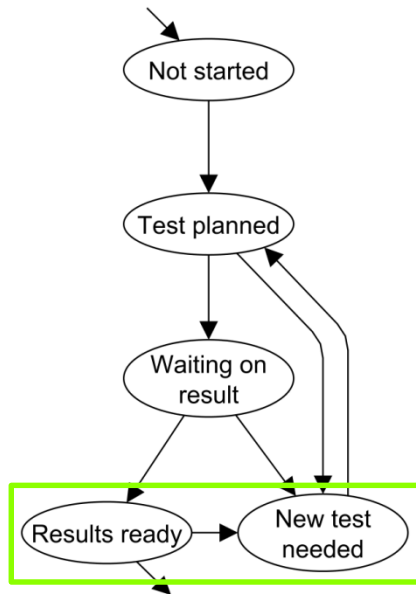 Not started
Test planned
Waiting on
result
Results ready
New test
needed